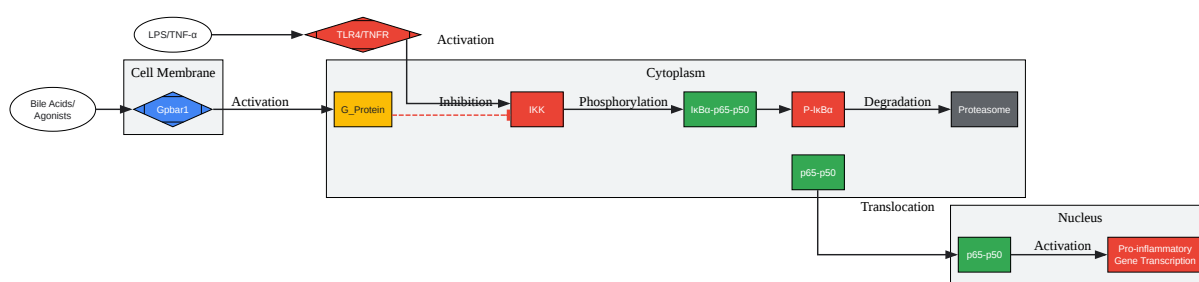 LPS/TNF-α
TLR4/TNFR
Activation
Cell Membrane
Cytoplasm
Bile Acids/
Agonists
Gpbar1
Activation
G_Protein
Inhibition
IKK
Phosphorylation
IκBα-p65-p50
P-IκBα
Degradation
Proteasome
p65-p50
Translocation
Nucleus
p65-p50
Activation
Pro-inflammatory
Gene Transcription